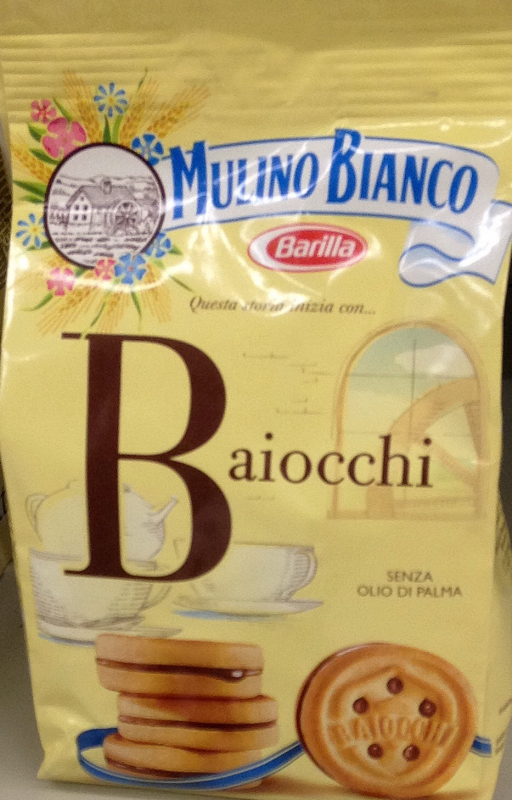 MULINO BIANCO
Barilla
Questa storia inizia con...
Baiocchi
SENZA
OLIO DI PALMA
BAIOCCHI